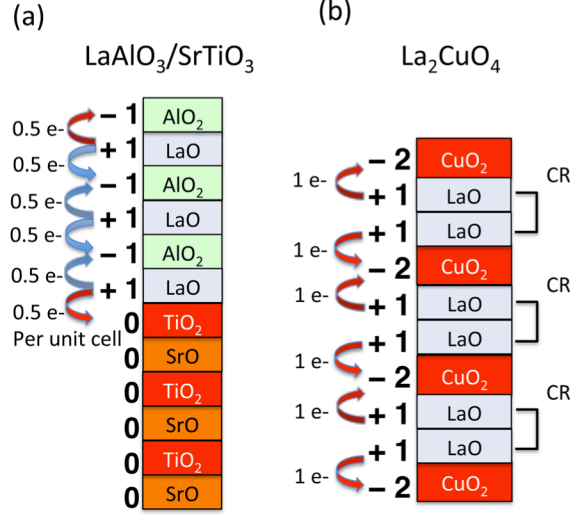 (a)
LaAlO₃/SrTiO₃
− 1 AlO₂
0.5 e-
+ 1 LaO
0.5 e-
− 1 AlO₂
0.5 e-
+ 1 LaO
0.5 e-
− 1 AlO₂
0.5 e-
+ 1 LaO
0.5 e-
0 TiO₂
Per unit cell
0 SrO
0 TiO₂
0 SrO
0 TiO₂
0 SrO
(b)
La₂CuO₄
− 2 CuO₂
1 e-
+ 1 LaO
CR
+ 1 LaO
1 e-
− 2 CuO₂
1 e-
+ 1 LaO
CR
+ 1 LaO
1 e-
− 2 CuO₂
1 e-
+ 1 LaO
CR
+ 1 LaO
1 e-
− 2 CuO₂